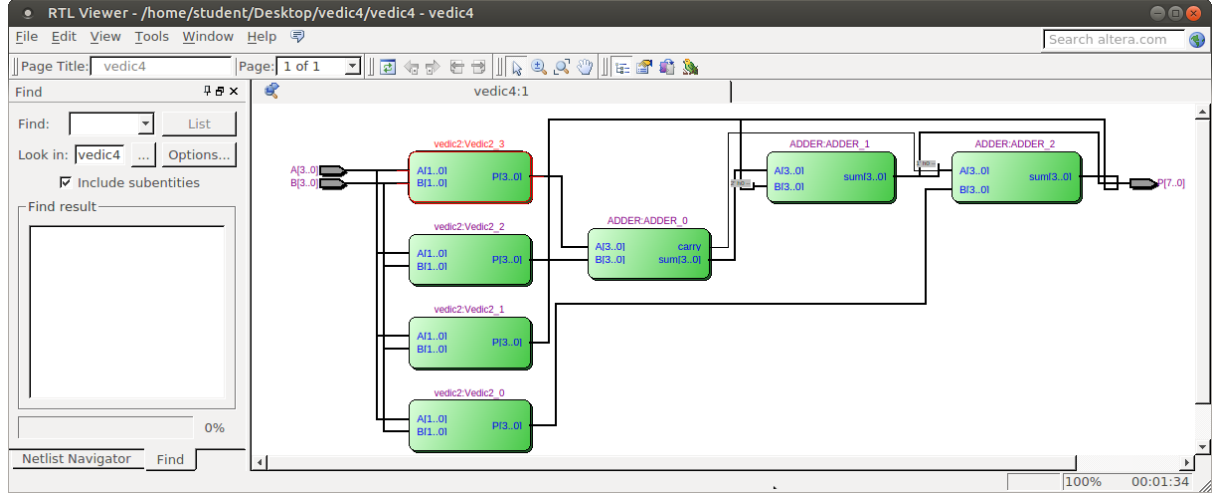 RTL Viewer - /home/student/Desktop/vedic4/vedic4 - vedic4
File Edit View Tools Window Help
Search altera.com
Page Title: vedic4 Page: 1 of 1
Find
vedic4:1
Find: List
Look in: vedic4 ... Options...
Include subentities
Find result
0%
Netlist Navigator Find
A[3..0]
B[3..0]
vedic2:Vedic2_3
A[1..0]
B[1..0]
P[3..0]
vedic2:Vedic2_2
A[1..0]
B[1..0]
P[3..0]
vedic2:Vedic2_1
A[1..0]
B[1..0]
P[3..0]
vedic2:Vedic2_0
A[1..0]
B[1..0]
P[3..0]
ADDER:ADDER_0
A[3..0] carry
B[3..0] sum[3..0]
ADDER:ADDER_1
A[3..0]
B[3..0]
sum[3..0]
ADDER:ADDER_2
A[3..0]
B[3..0]
sum[3..0]
P[7..0]
100% 00:01:34